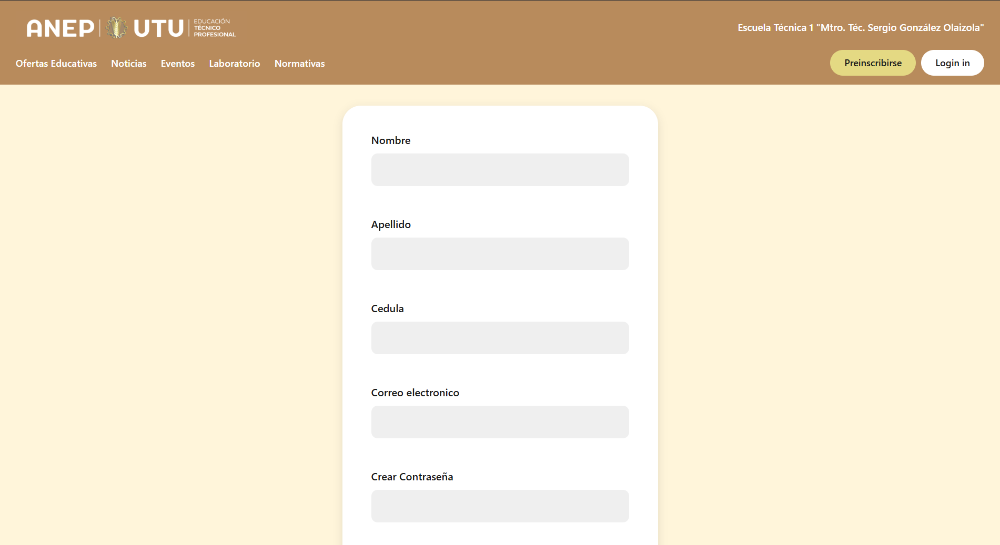 ANEP UTU EDUCACIÓN
TÉCNICO
PROFESIONAL
Escuela Técnica 1 "Mtro. Téc. Sergio González Olaizola"
Ofertas Educativas Noticias Eventos Laboratorio Normativas Preinscribirse Login in
Nombre
Apellido
Cedula
Correo electronico
Crear Contraseña